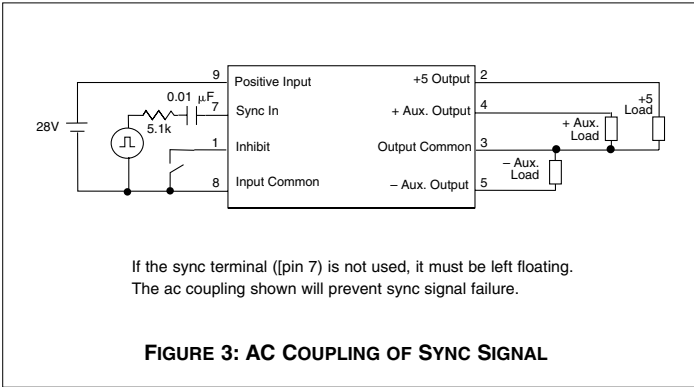 9
Positive Input
+5 Output
2
0.01 μF
7
Sync In
+ Aux. Output
4
+5
Load
28V
5.1k
+ Aux.
Load
1
Inhibit
Output Common
3
– Aux.
Load
8
Input Common
– Aux. Output
5
If the sync terminal ([pin 7) is not used, it must be left floating.
The ac coupling shown will prevent sync signal failure.
FIGURE 3: AC COUPLING OF SYNC SIGNAL